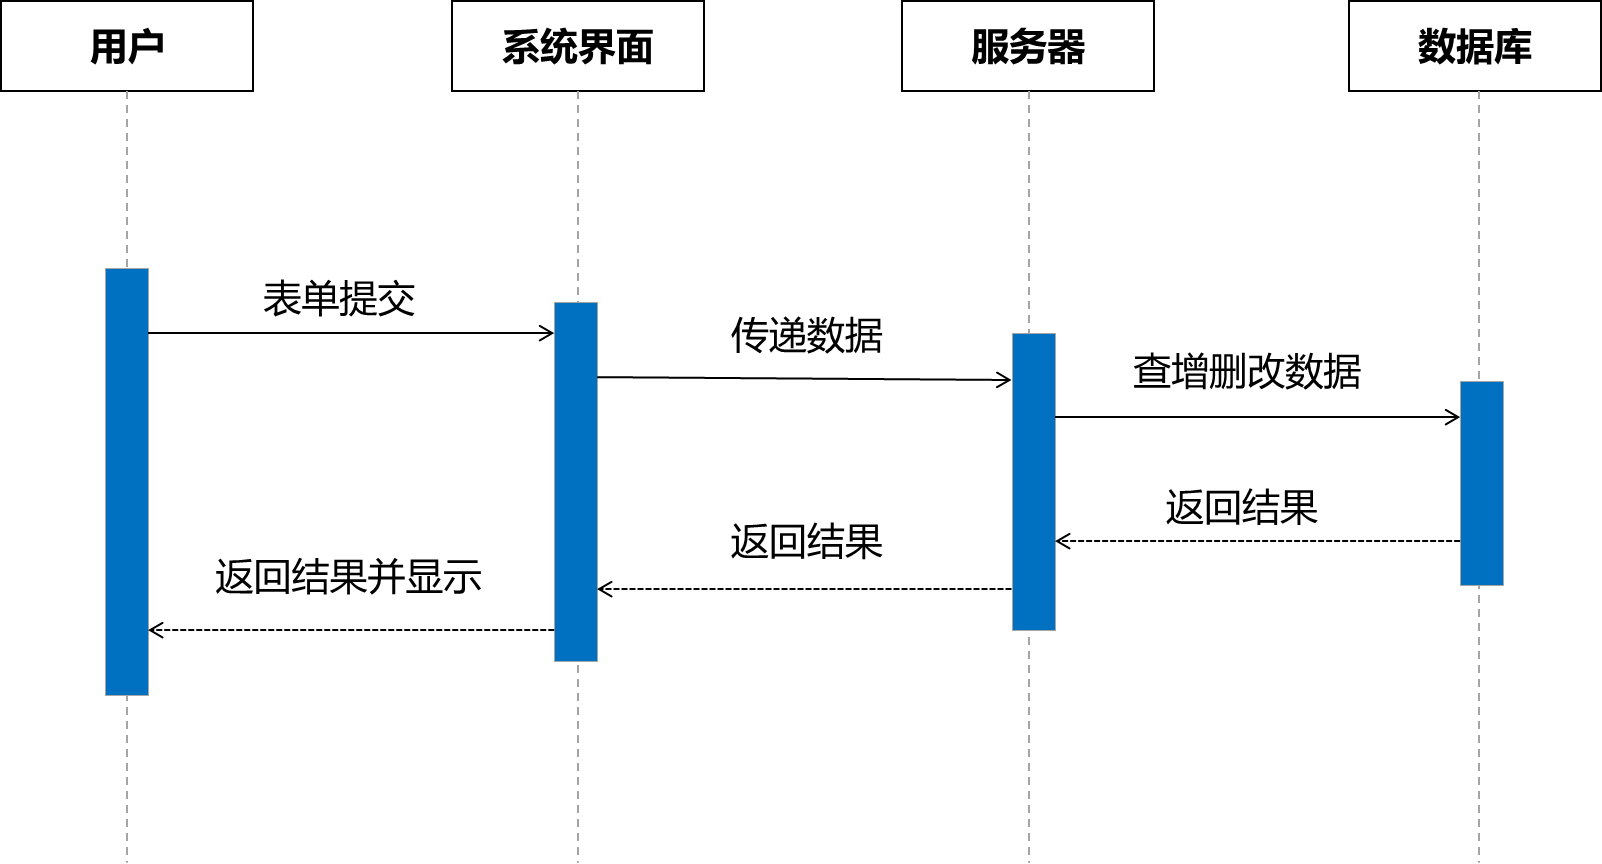 用户
系统界面
服务器
数据库
表单提交
传递数据
查增删改数据
返回结果
返回结果
返回结果并显示